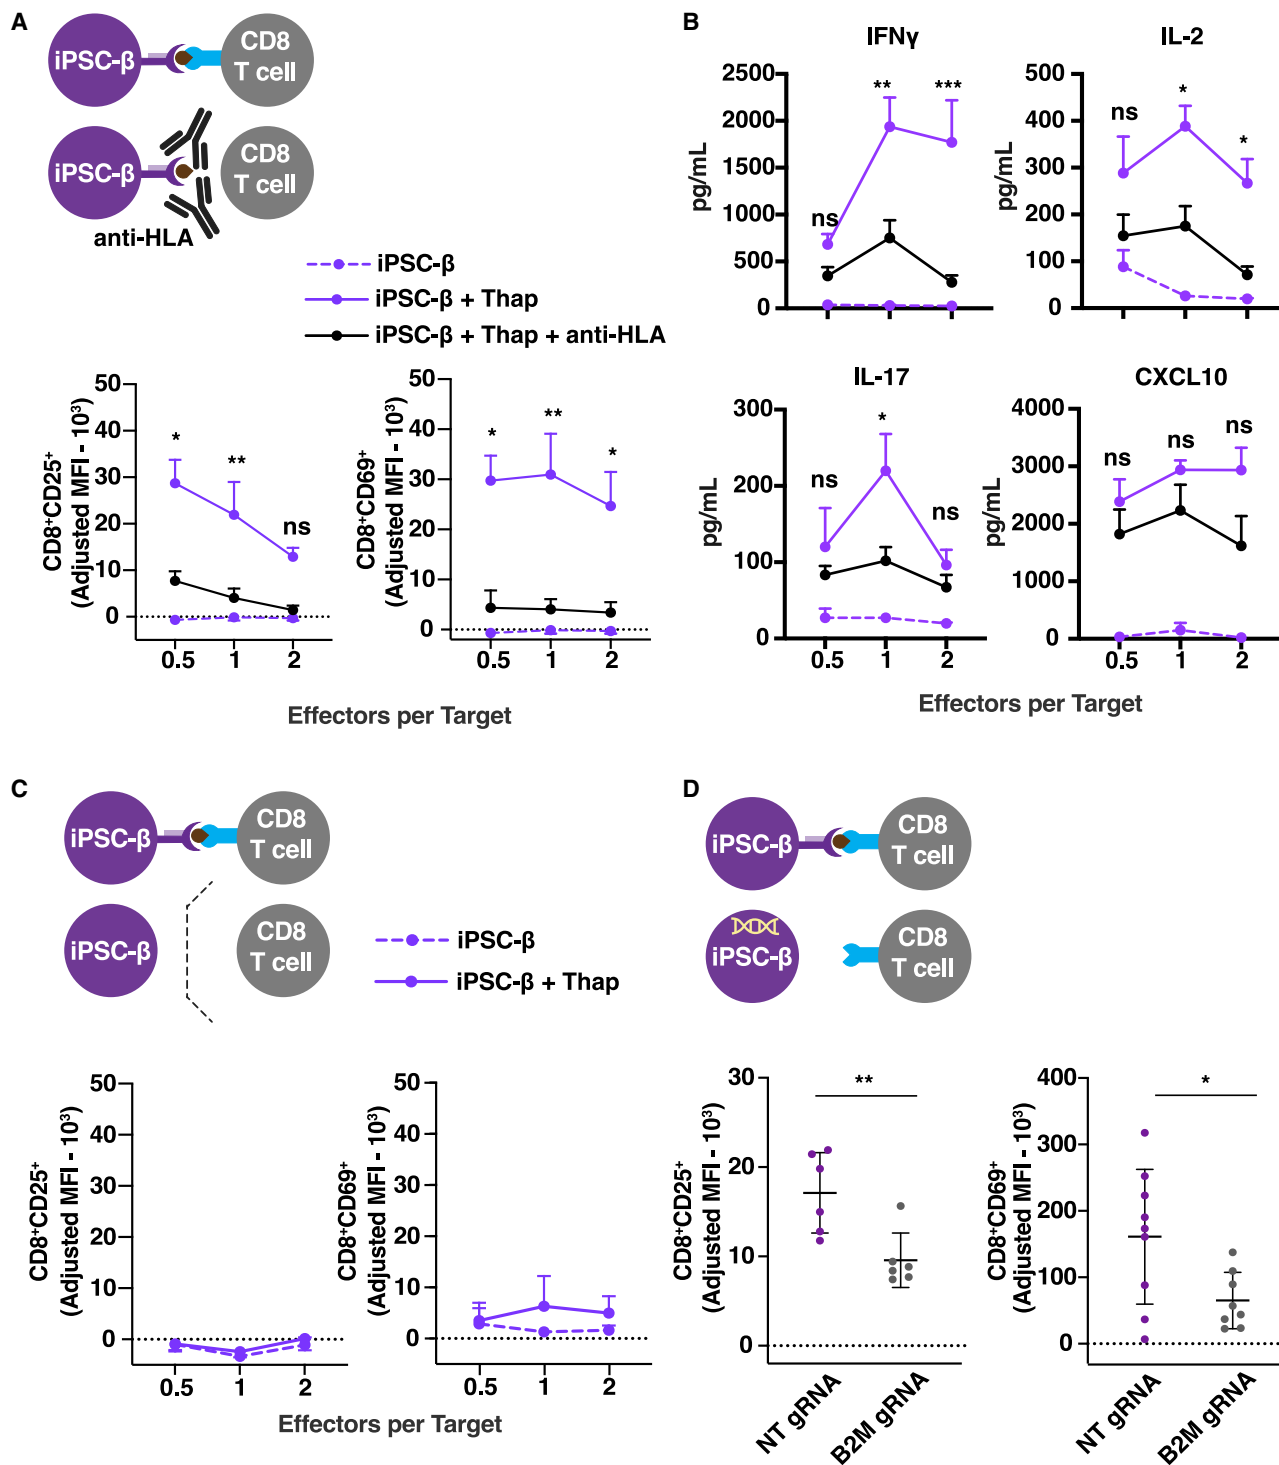 A
iPSC-β
CD8
T cell
iPSC-β
CD8
T cell
anti-HLA
iPSC-β
iPSC-β + Thap
iPSC-β + Thap + anti-HLA
CD8⁺CD25⁺
(Adjusted MFI - 10³)
50
40
30
20
10
0
*
**
ns
0.5
1
2
CD8⁺CD69⁺
(Adjusted MFI - 10³)
50
40
30
20
10
0
*
**
*
0.5
1
2
Effectors per Target
B
IFNγ
pg/mL
2500
2000
1500
1000
500
0
ns
**
***
IL-2
pg/mL
500
400
300
200
100
0
ns
*
*
IL-17
pg/mL
300
200
100
0
ns
*
ns
0.5
1
2
CXCL10
pg/mL
4000
3000
2000
1000
0
ns
ns
ns
0.5
1
2
Effectors per Target
C
iPSC-β
CD8
T cell
iPSC-β
CD8
T cell
iPSC-β
iPSC-β + Thap
CD8⁺CD25⁺
(Adjusted MFI - 10³)
50
40
30
20
10
0
0.5
1
2
CD8⁺CD69⁺
(Adjusted MFI - 10³)
50
40
30
20
10
0
0.5
1
2
Effectors per Target
D
iPSC-β
CD8
T cell
iPSC-β
CD8
T cell
CD8⁺CD25⁺
(Adjusted MFI - 10³)
30
20
10
0
**
NT gRNA
B2M gRNA
CD8⁺CD69⁺
(Adjusted MFI - 10³)
400
300
200
100
0
*
NT gRNA
B2M gRNA